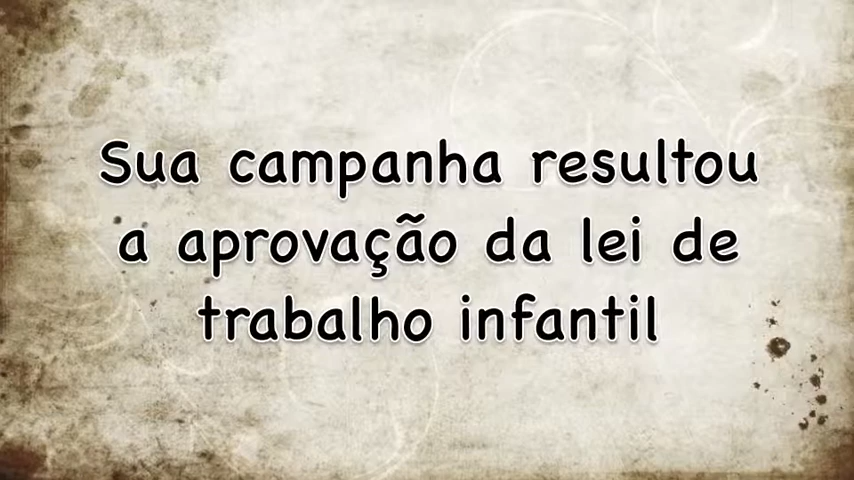 Sua campanha resultou
a aprovação da lei de
trabalho infantil